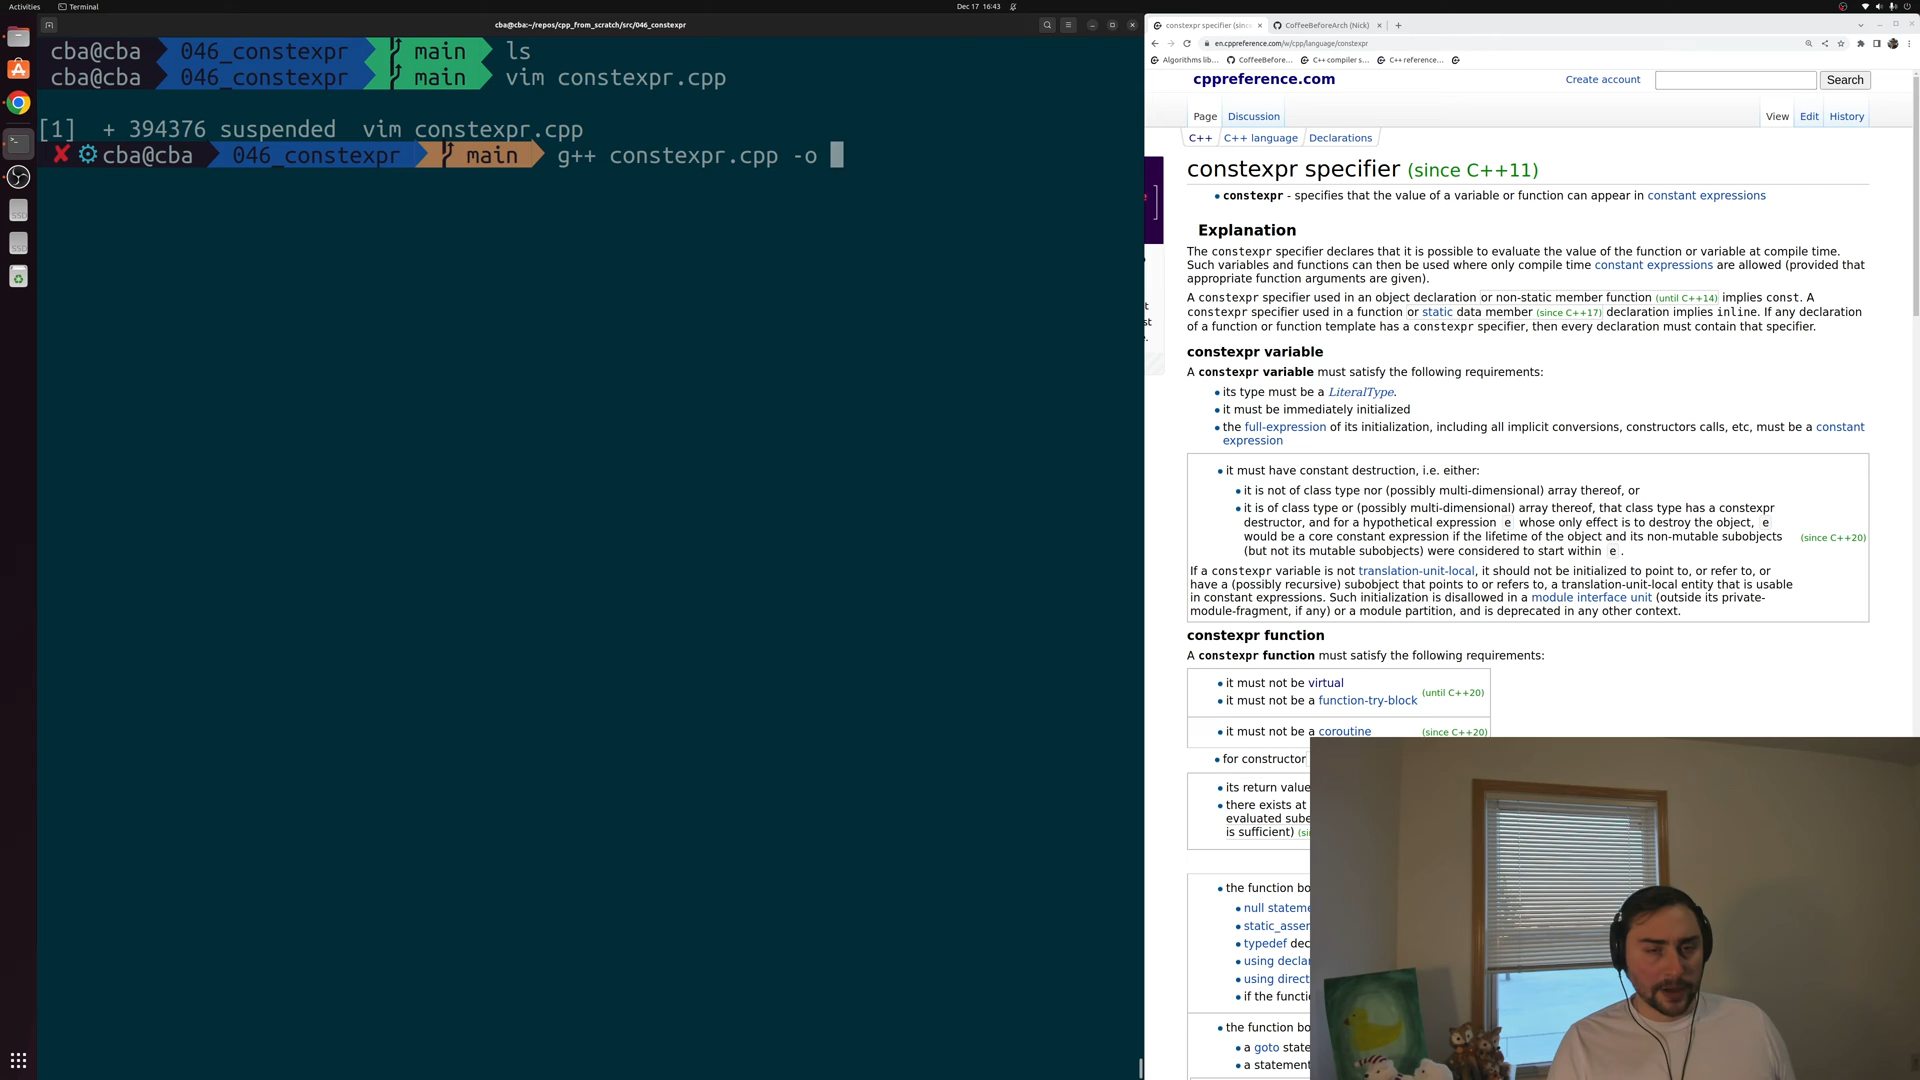 Activities
Terminal
Dec 17 16:43
cba@cba:~/repos/cpp_from_scratch/src/046_constexpr
cba@cba 046_constexpr main ls
cba@cba 046_constexpr main vim constexpr.cpp
[1] + 394376 suspended vim constexpr.cpp
cba@cba 046_constexpr main g++ constexpr.cpp -o
SSD
SSD
constexpr specifier (sinc
CoffeeBeforeArch (Nick)
en.cppreference.com/w/cpp/language/constexpr
Algorithms lib...
CoffeeBefore...
C++ compiler s...
C++ reference...
cppreference.com
Create account
Search
Page
Discussion
View
Edit
History
C++
C++ language
Declarations
constexpr specifier (since C++11)
constexpr - specifies that the value of a variable or function can appear in constant expressions
Explanation
The constexpr specifier declares that it is possible to evaluate the value of the function or variable at compile time.
Such variables and functions can then be used where only compile time constant expressions are allowed (provided that
appropriate function arguments are given).
A constexpr specifier used in an object declaration or non-static member function (until C++14) implies const. A
constexpr specifier used in a function or static data member (since C++17) declaration implies inline. If any declaration
of a function or function template has a constexpr specifier, then every declaration must contain that specifier.
constexpr variable
A constexpr variable must satisfy the following requirements:
its type must be a LiteralType.
it must be immediately initialized
the full-expression of its initialization, including all implicit conversions, constructors calls, etc, must be a constant
expression
it must have constant destruction, i.e. either:
it is not of class type nor (possibly multi-dimensional) array thereof, or
it is of class type or (possibly multi-dimensional) array thereof, that class type has a constexpr
destructor, and for a hypothetical expression e whose only effect is to destroy the object, e
would be a core constant expression if the lifetime of the object and its non-mutable subobjects
(but not its mutable subobjects) were considered to start within e .
(since C++20)
If a constexpr variable is not translation-unit-local, it should not be initialized to point to, or refer to, or
have a (possibly recursive) subobject that points to or refers to, a translation-unit-local entity that is usable
in constant expressions. Such initialization is disallowed in a module interface unit (outside its private-
module-fragment, if any) or a module partition, and is deprecated in any other context.
constexpr function
A constexpr function must satisfy the following requirements:
it must not be virtual
it must not be a function-try-block
(until C++20)
it must not be a coroutine (since C++20)
for constructor
its return value
there exists at
evaluated sube
is sufficient) (si
the function bo
null stateme
static_asser
typedef dec
using declar
using direct
if the functi
the function bo
a goto state
a statement